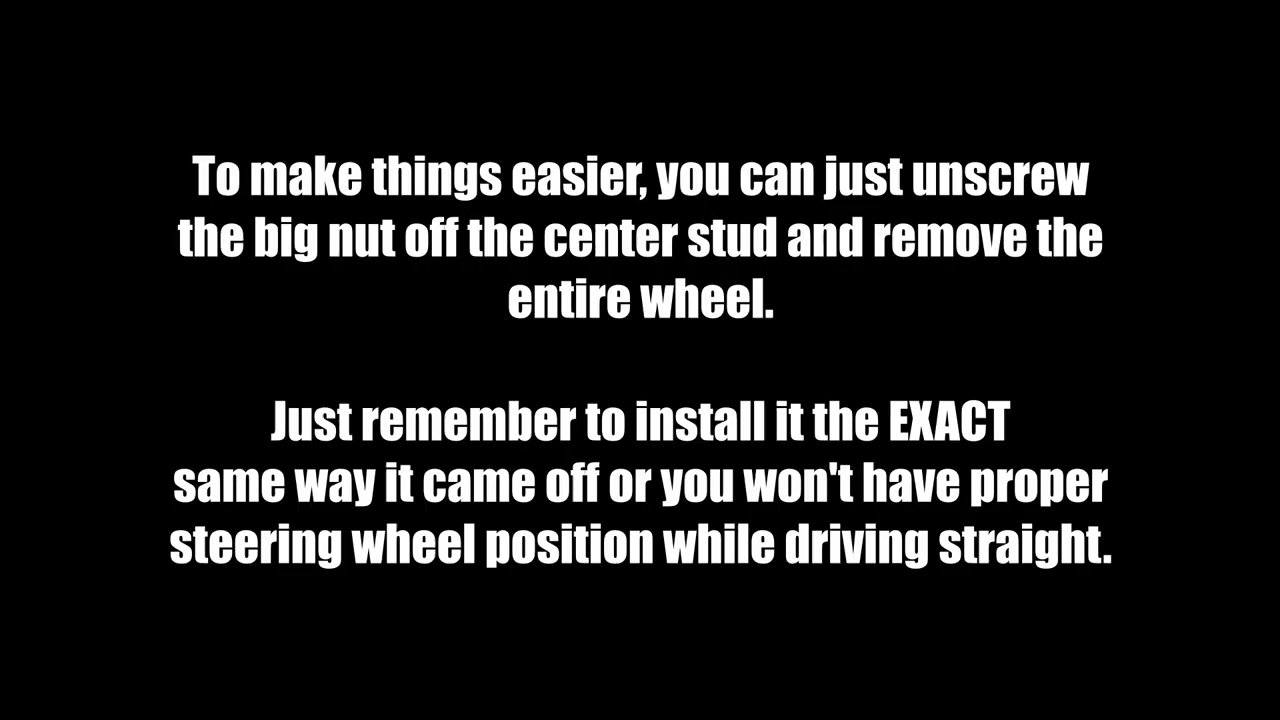 To make things easier, you can just unscrew
the big nut off the center stud and remove the
entire wheel.
Just remember to install it the EXACT
same way it came off or you won't have proper
steering wheel position while driving straight.